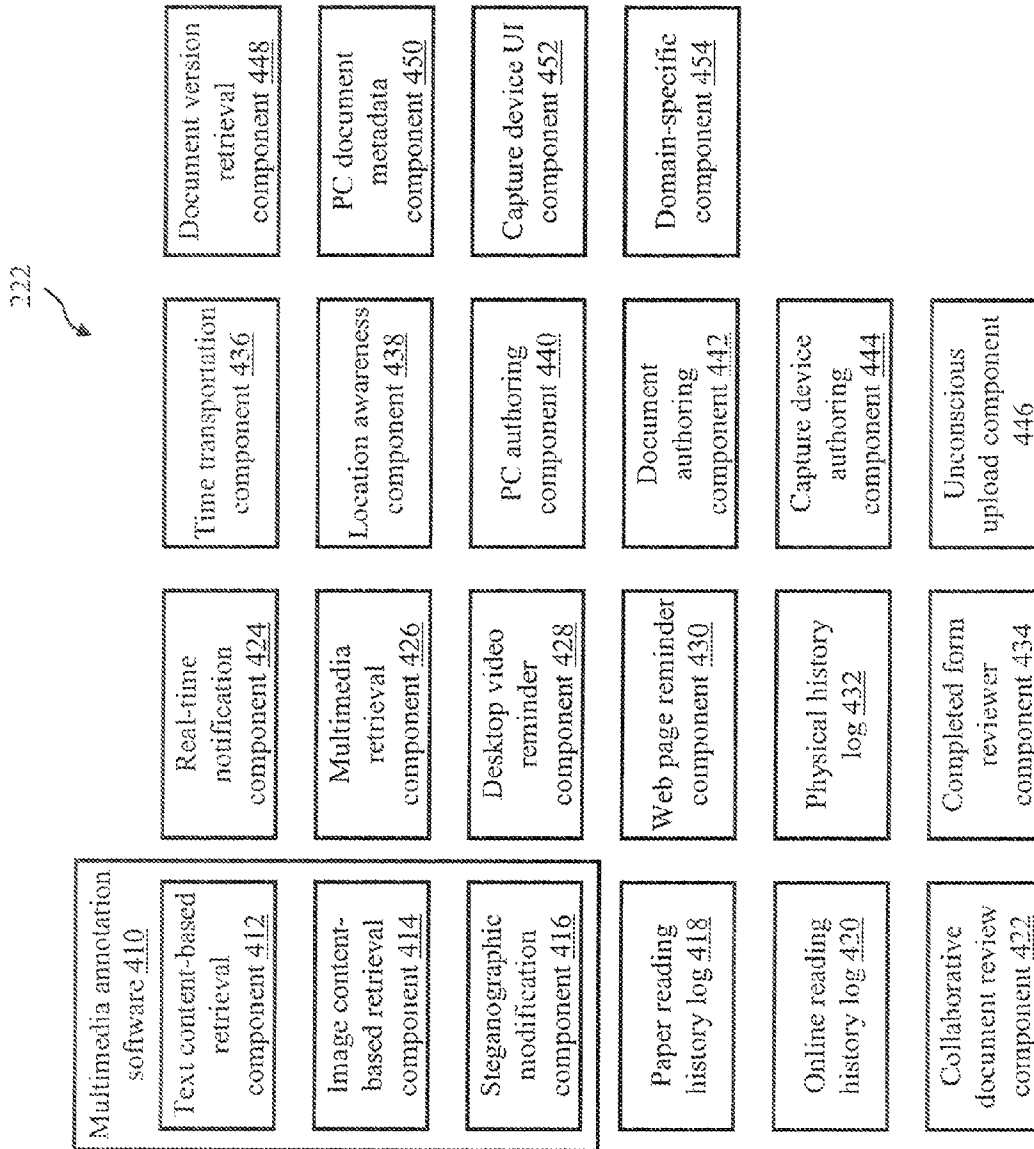 222
Multimedia annotation
software 410
Text content-based
retrieval
component 412
Image content-
based retrieval
component 414
Steganographic
modification
component 416
Paper reading
history log 418
Online reading
history log 420
Collaborative
document review
component 422
Real-time
notification
component 424
Multimedia
retrieval
component 426
Desktop video
reminder
component 428
Web page reminder
component 430
Physical history
log 432
Completed form
reviewer
component 434
Time transportation
component 436
Location awareness
component 438
PC authoring
component 440
Document
authoring
component 442
Capture device
authoring
component 444
Unconscious
upload component
446
Document version
retrieval
component 448
PC document
metadata
component 450
Capture device UI
component 452
Domain-specific
component 454